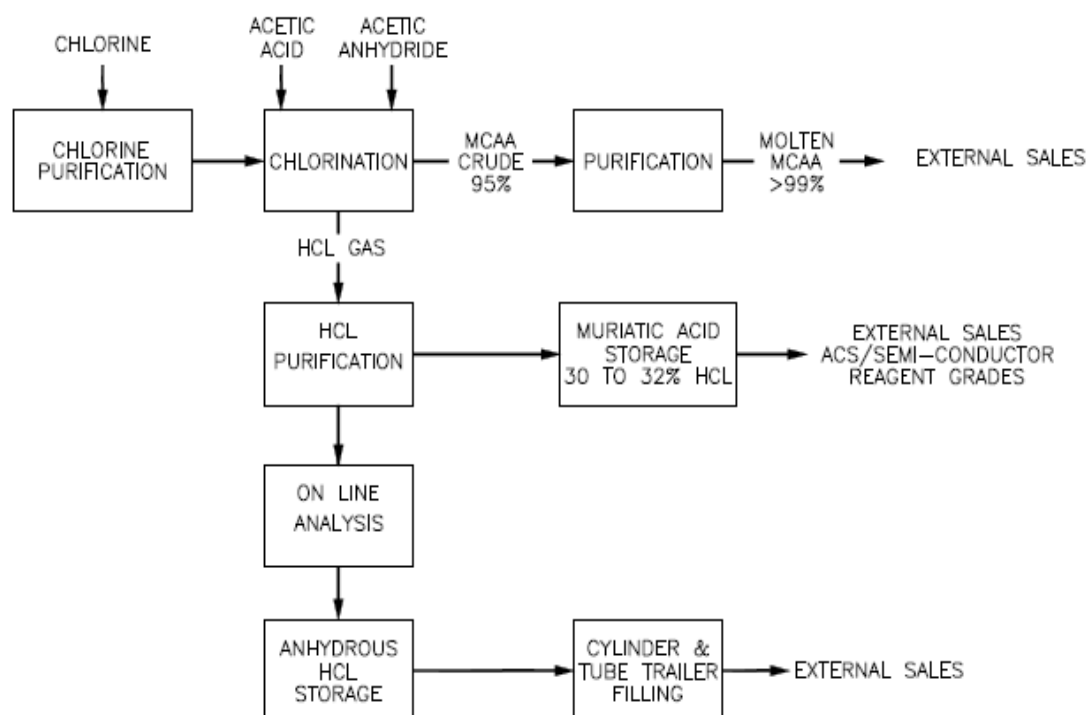 CHLORINE
ACETIC
ACID
ACETIC
ANHYDRIDE
CHLORINE
PURIFICATION
CHLORINATION
MCAA
CRUDE
95%
PURIFICATION
MOLTEN
MCAA
>99%
EXTERNAL SALES
HCL GAS
HCL
PURIFICATION
MURIATIC ACID
STORAGE
30 TO 32% HCL
EXTERNAL SALES
ACS/SEMI-CONDUCTOR
REAGENT GRADES
ON LINE
ANALYSIS
ANHYDROUS
HCL
STORAGE
CYLINDER &
TUBE TRAILER
FILLING
EXTERNAL SALES